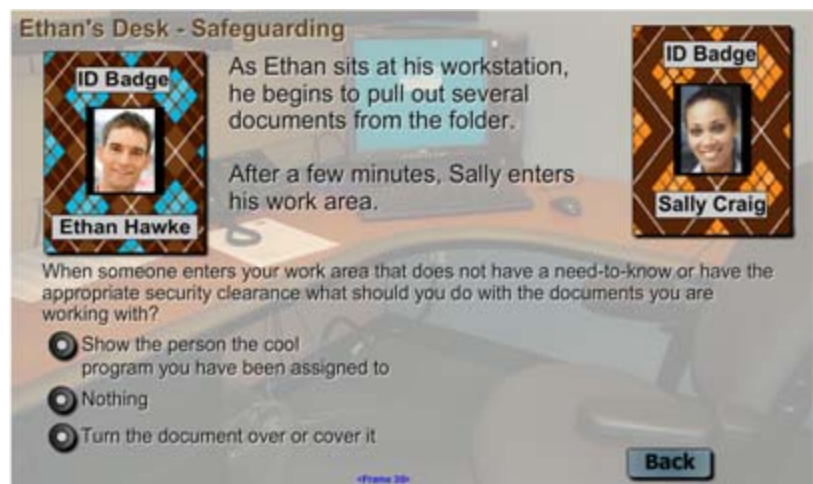 Ethan's Desk - Safeguarding
ID Badge
Ethan Hawke
As Ethan sits at his workstation,
he begins to pull out several
documents from the folder.
After a few minutes, Sally enters
his work area.
ID Badge
Sally Craig
When someone enters your work area that does not have a need-to-know or have the
appropriate security clearance what should you do with the documents you are
working with?
Show the person the cool
program you have been assigned to
Nothing
Turn the document over or cover it
Back